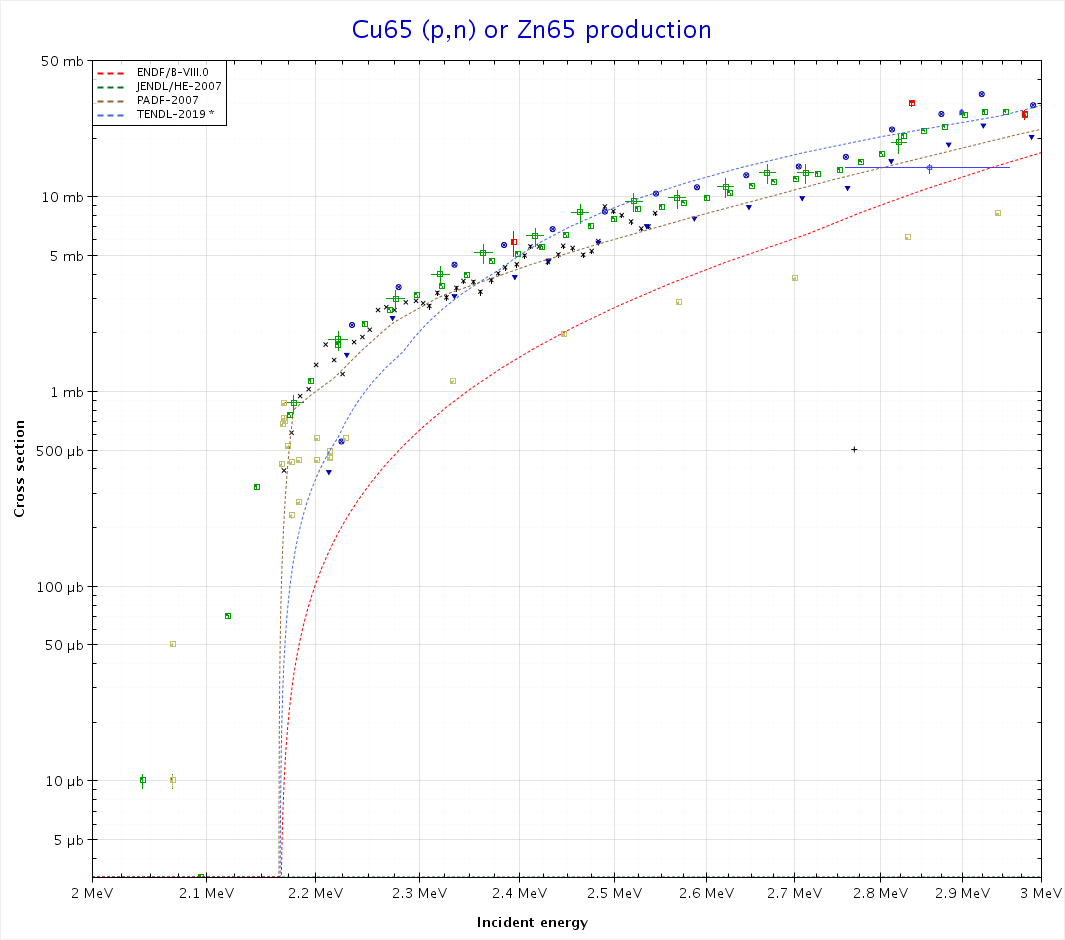 Cu65 (p,n) or Zn65 production
ENDF/B-VIII.0
JENDL/HE-2007
PADF-2007
TENDL-2019 *
50 mb
10 mb
5 mb
1 mb
500 µb
100 µb
50 µb
10 µb
5 µb
Cross section
2 MeV 2.1 MeV 2.2 MeV 2.3 MeV 2.4 MeV 2.5 MeV 2.6 MeV 2.7 MeV 2.8 MeV 2.9 MeV 3 MeV
Incident energy